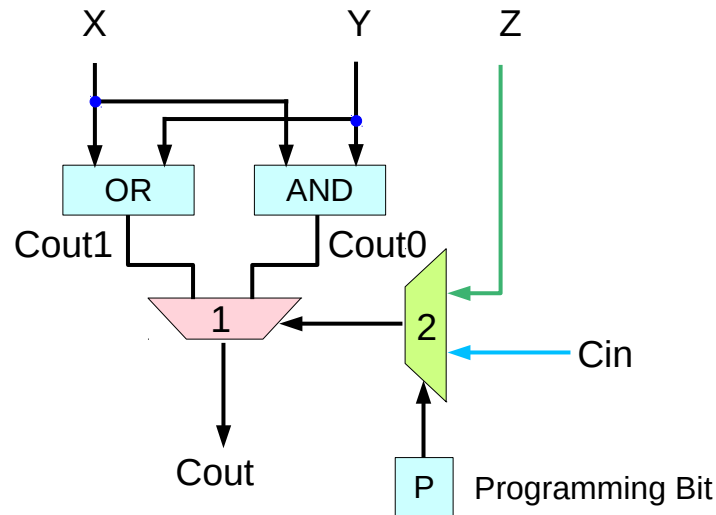 X Y Z
OR AND
Cout1 Cout0
1 2
Cin
Cout
P Programming Bit